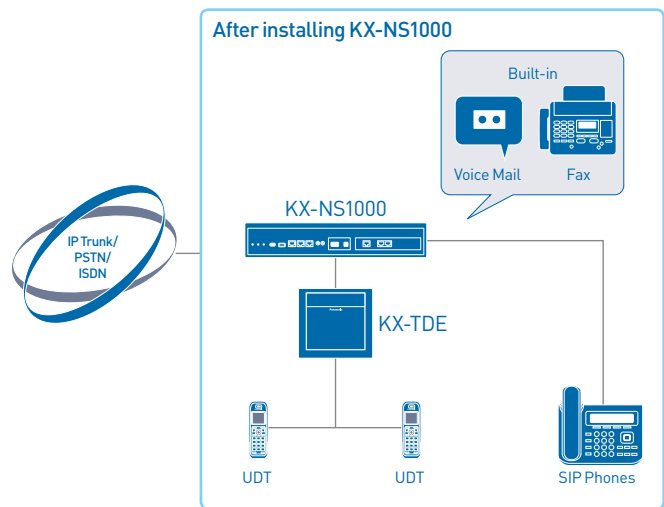 After installing KX-NS1000
Built-in
Voice Mail
Fax
KX-NS1000
IP Trunk/
PSTN/
ISDN
Panasonic
KX-TDE
UDT
UDT
SIP Phones